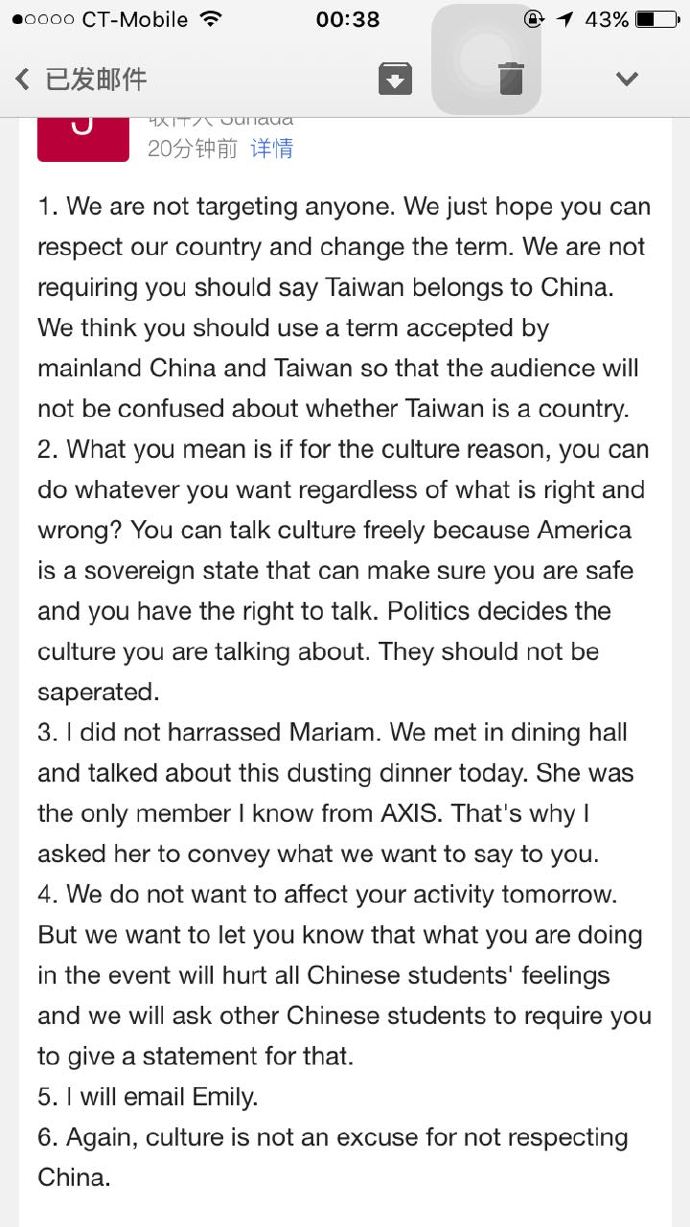 CT-Mobile 00:38 43%
已发邮件
收件人 Sunada
20分钟前 详情
1. We are not targeting anyone. We just hope you can
respect our country and change the term. We are not
requiring you should say Taiwan belongs to China.
We think you should use a term accepted by
mainland China and Taiwan so that the audience will
not be confused about whether Taiwan is a country.
2. What you mean is if for the culture reason, you can
do whatever you want regardless of what is right and
wrong? You can talk culture freely because America
is a sovereign state that can make sure you are safe
and you have the right to talk. Politics decides the
culture you are talking about. They should not be
saperated.
3. I did not harrassed Mariam. We met in dining hall
and talked about this dusting dinner today. She was
the only member I know from AXIS. That's why I
asked her to convey what we want to say to you.
4. We do not want to affect your activity tomorrow.
But we want to let you know that what you are doing
in the event will hurt all Chinese students' feelings
and we will ask other Chinese students to require you
to give a statement for that.
5. I will email Emily.
6. Again, culture is not an excuse for not respecting
China.